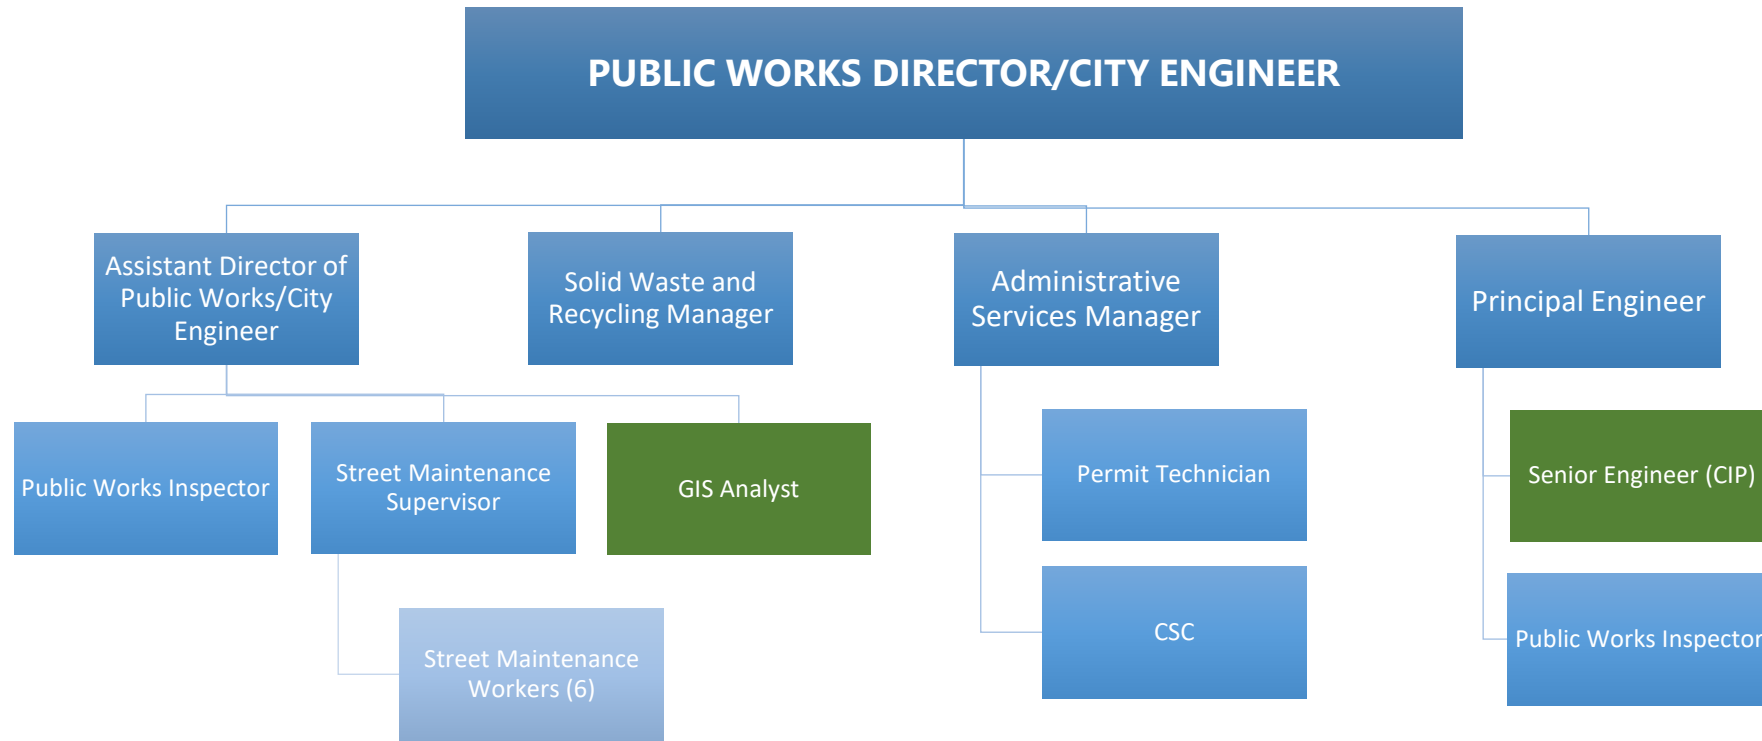 PUBLIC WORKS DIRECTOR/CITY ENGINEER
Assistant Director of
Public Works/City
Engineer
Solid Waste and
Recycling Manager
Administrative
Services Manager
Principal Engineer
Public Works Inspector
Street Maintenance
Supervisor
GIS Analyst
Permit Technician
Senior Engineer (CIP)
CSC
Public Works Inspector
Street Maintenance
Workers (6)